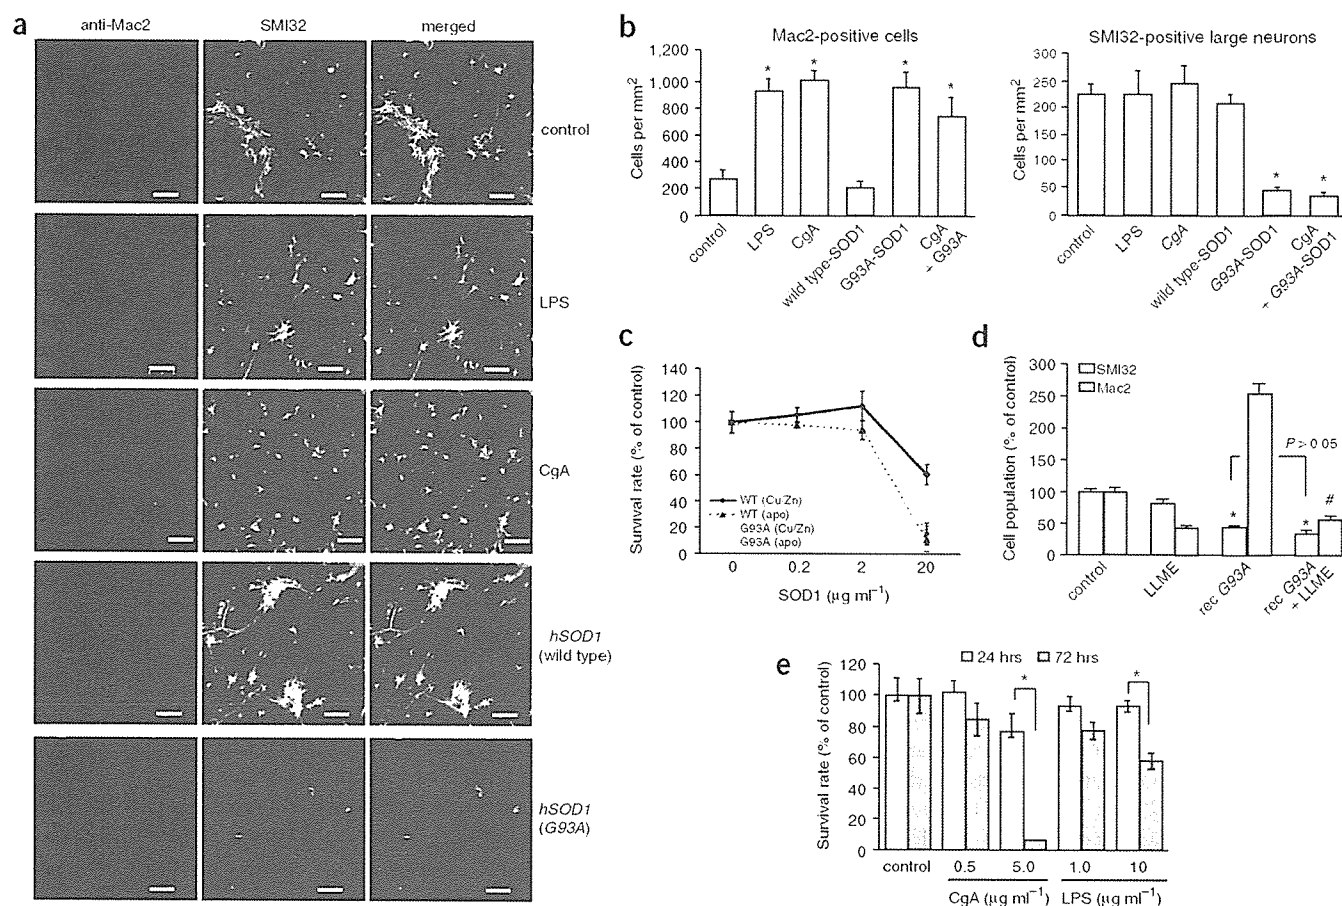 a
anti-Mac2 SMI32 merged
control
LPS
CgA
hSOD1
(wild type)
hSOD1
(G93A)
b
Mac2-positive cells
Cells per mm²
1,200
1,000
800
600
400
200
0
control
LPS
CgA
wild type-SOD1
G93A-SOD1
CgA
+ G93A
* * * *
SMI32-positive large neurons
Cells per mm²
300
250
200
150
100
50
0
control
LPS
CgA
wild type-SOD1
G93A-SOD1
CgA
+ G93A-SOD1
* *
c
Survival rate (% of control)
140
120
100
80
60
40
20
0
WT (Cu/Zn)
WT (apo)
G93A (Cu/Zn)
G93A (apo)
0 0.2 2 20
SOD1 (µg ml⁻¹)
d
Cell population (% of control)
300
250
200
150
100
50
0
SMI32
Mac2
P > 0 05
* * #
control
LLME
rec G93A
rec G93A
+ LLME
e
24 hrs 72 hrs
Survival rate (% of control)
120
100
80
60
40
20
0
* *
control 0.5 5.0 1.0 10
CgA (µg ml⁻¹) LPS (µg ml⁻¹)